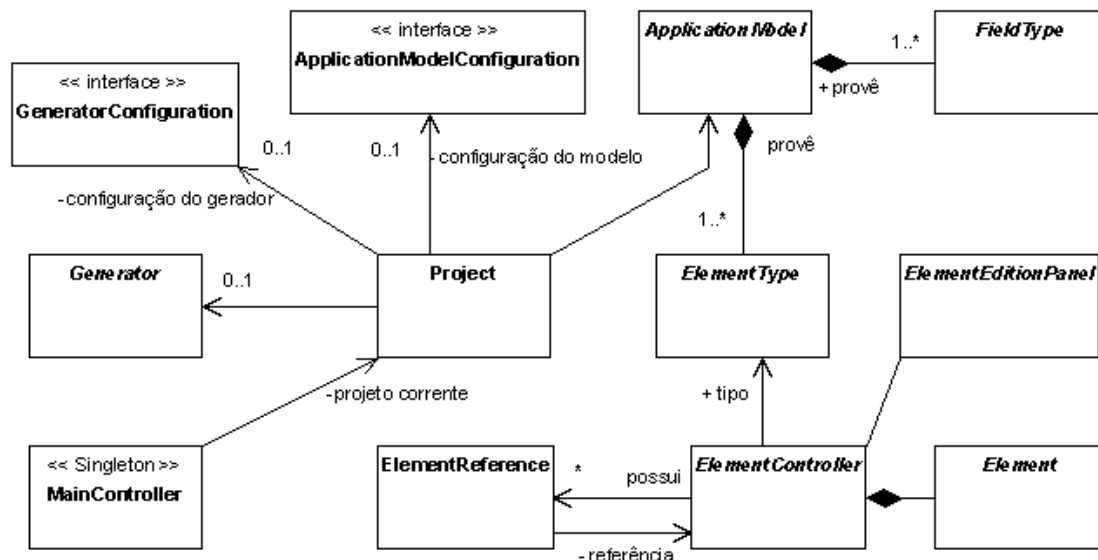 << interface >>
ApplicationModelConfiguration
ApplicationModel
1..*
+ provê
FieldType
<< interface >>
GeneratorConfiguration
0..1
- configuração do gerador
0..1
- configuração do modelo
provê
1..*
Generator
0..1
Project
ElementType
ElementEditionPanel
- projeto corrente
+ tipo
<< Singleton >>
MainController
ElementReference
*
possui
- referência
ElementController
Element